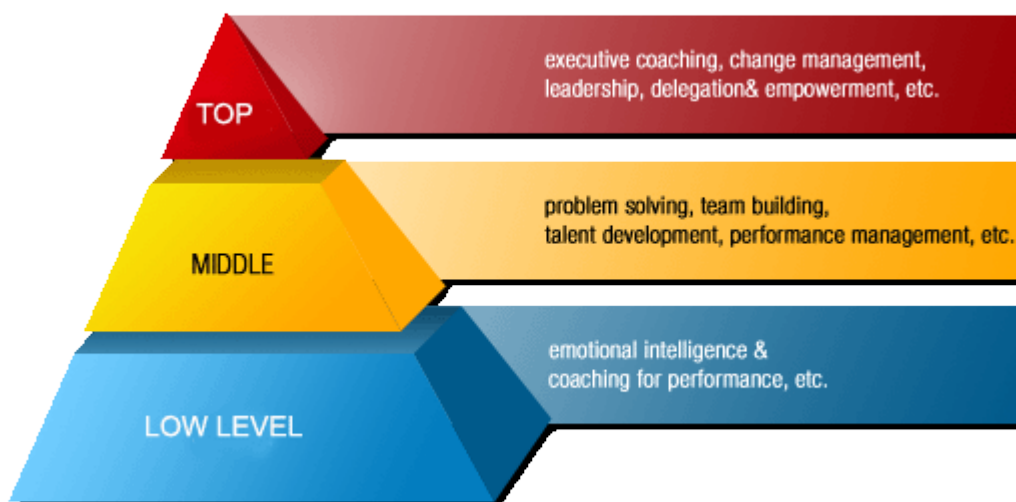 TOP
executive coaching, change management,
leadership, delegation& empowerment, etc.
MIDDLE
problem solving, team building,
talent development, performance management, etc.
LOW LEVEL
emotional intelligence &
coaching for performance, etc.